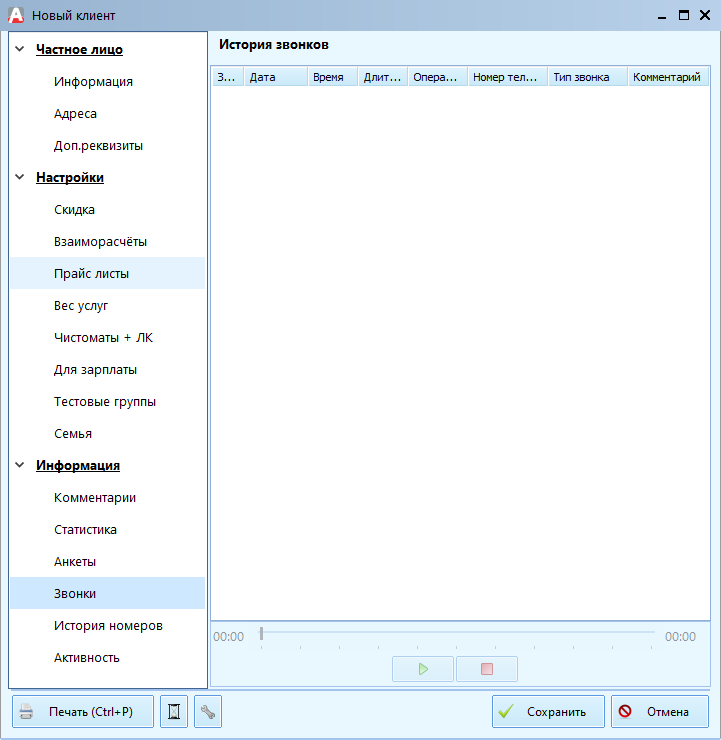 Новый клиент
Частное лицо
Информация
Адреса
Доп.реквизиты
Настройки
Скидка
Взаиморасчёты
Прайс листы
Вес услуг
Чистоматы + ЛК
Для зарплаты
Тестовые группы
Семья
Информация
Комментарии
Статистика
Анкеты
Звонки
История номеров
Активность
История звонков
З... Дата Время Длит... Опера... Номер тел... Тип звонка Комментарий
00:00 00:00
Печать (Ctrl+P) Сохранить Отмена